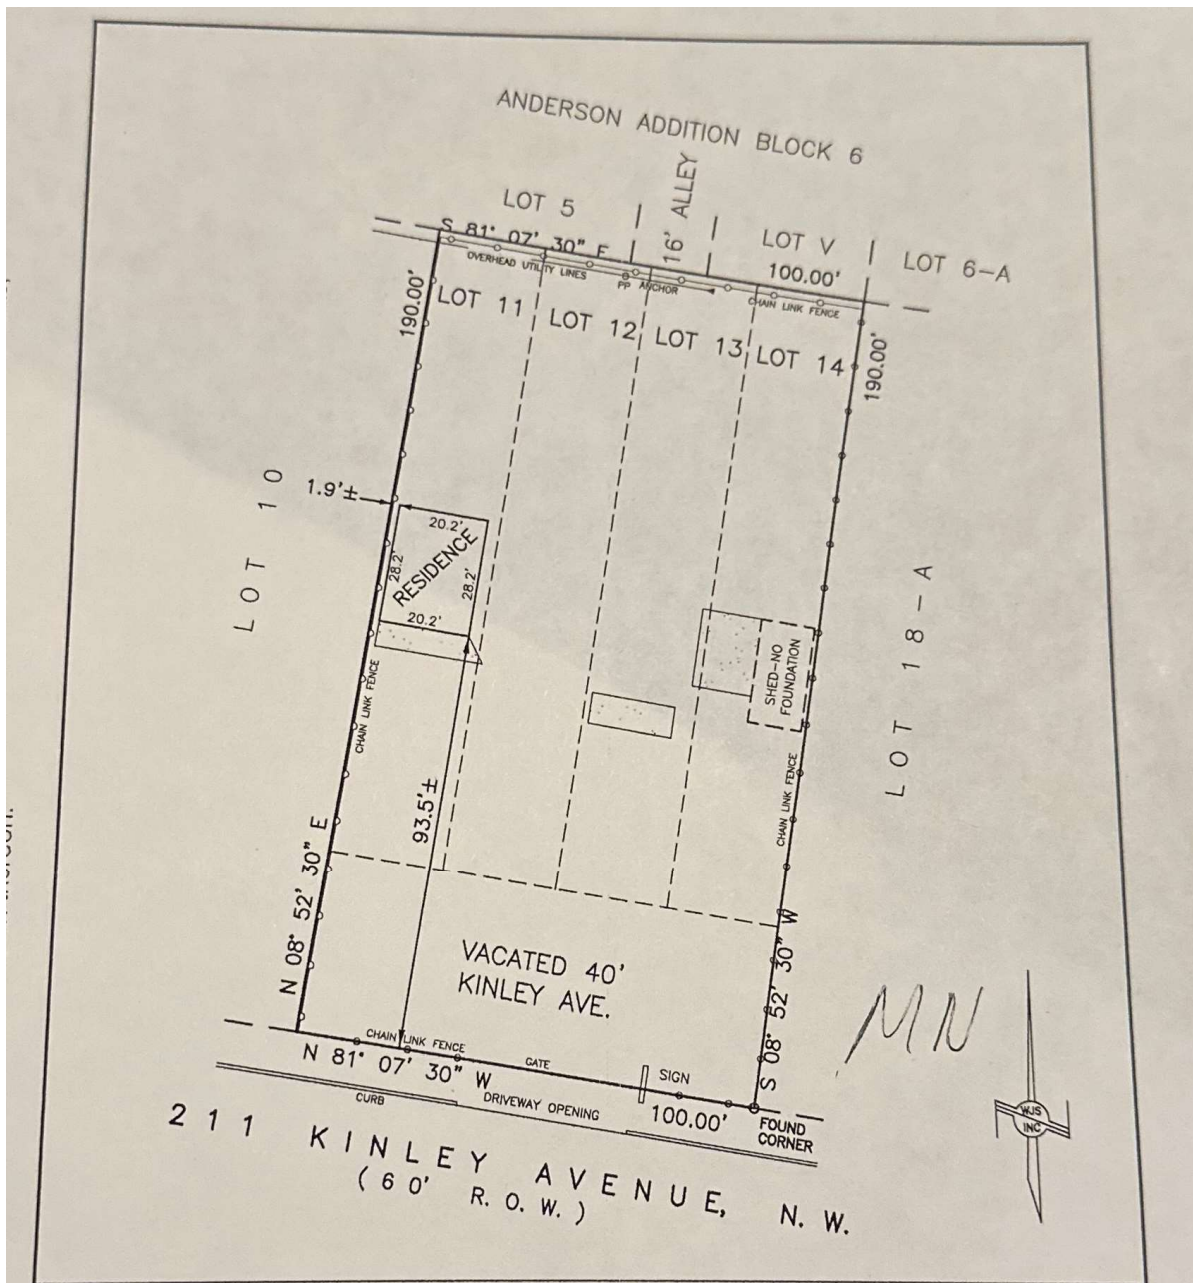 ANDERSON ADDITION BLOCK 6
LOT 5
16' ALLEY
LOT V
LOT 6-A
S 81° 07' 30" E
100.00'
OVERHEAD UTILITY LINES
PP ANCHOR
CHAIN LINK FENCE
190.00'
LOT 11
LOT 12
LOT 13
LOT 14
190.00'
LOT 10
1.9'±
20.2'
28.2'
RESIDENCE
28.2'
20.2'
SHED-NO
FOUNDATION
LOT 18-A
CHAIN LINK FENCE
CHAIN LINK FENCE
93.5'±
N 08° 52' 30" E
S 08° 52' 30" W
VACATED 40'
KINLEY AVE.
MN
CHAIN LINK FENCE
GATE
SIGN
N 81° 07' 30" W
100.00'
FOUND
CORNER
CURB
DRIVEWAY OPENING
WJS
INC
211 KINLEY AVENUE, N.W.
(60' R.O.W.)